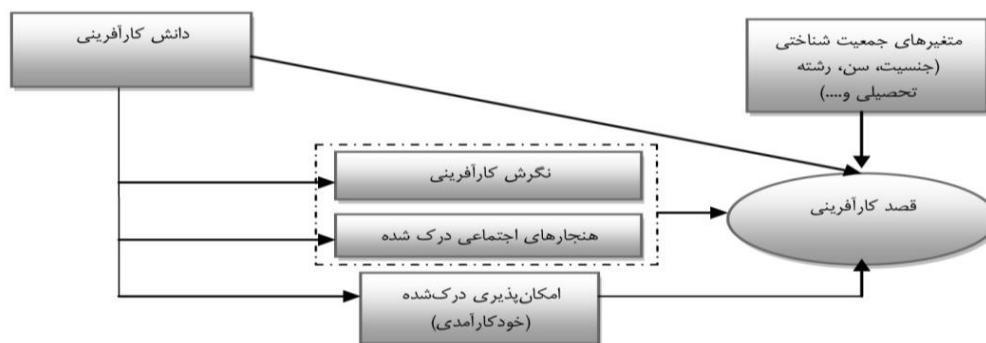 دانش کارآفرینی
متغیرهای جمعیت شناختی
(جنسیت، سن، رشته
تحصیلی و....)
نگرش کارآفرینی
قصد کارآفرینی
هنجارهای اجتماعی درک شده
امکان‌پذیری درک‌شده
(خودکارآمدی)